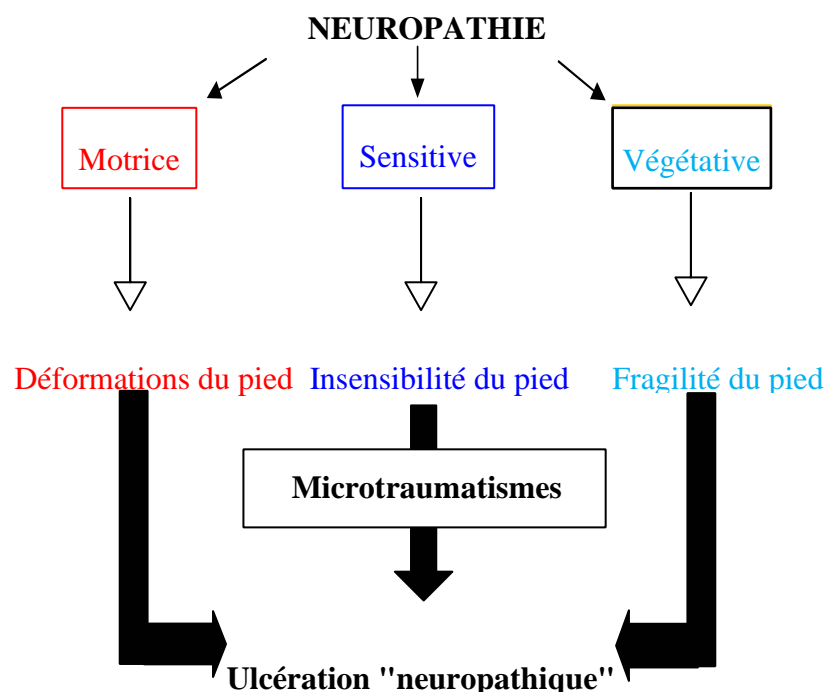 NEUROPATHIE
Motrice
Sensitive
Végétative
Déformations du pied
Insensibilité du pied
Fragilité du pied
Microtraumatismes
Ulcération "neuropathique"